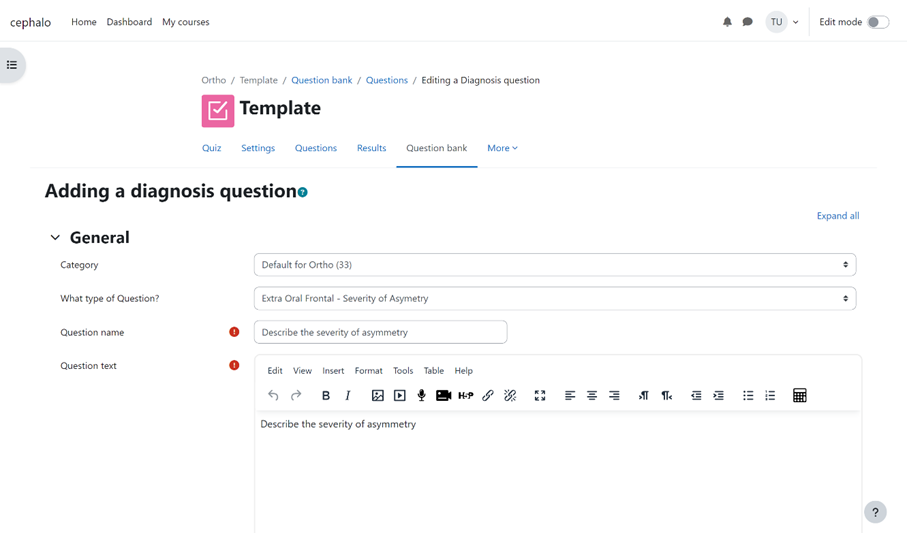 cephalo Home Dashboard My courses TU Edit mode
Ortho / Template / Question bank / Questions / Editing a Diagnosis question
Template
Quiz Settings Questions Results Question bank More
Adding a diagnosis question
Expand all
General
Category Default for Ortho (33)
What type of Question? Extra Oral Frontal - Severity of Asymetry
Question name Describe the severity of asymmetry
Question text
Edit View Insert Format Tools Table Help
B I H-P
Describe the severity of asymmetry
?